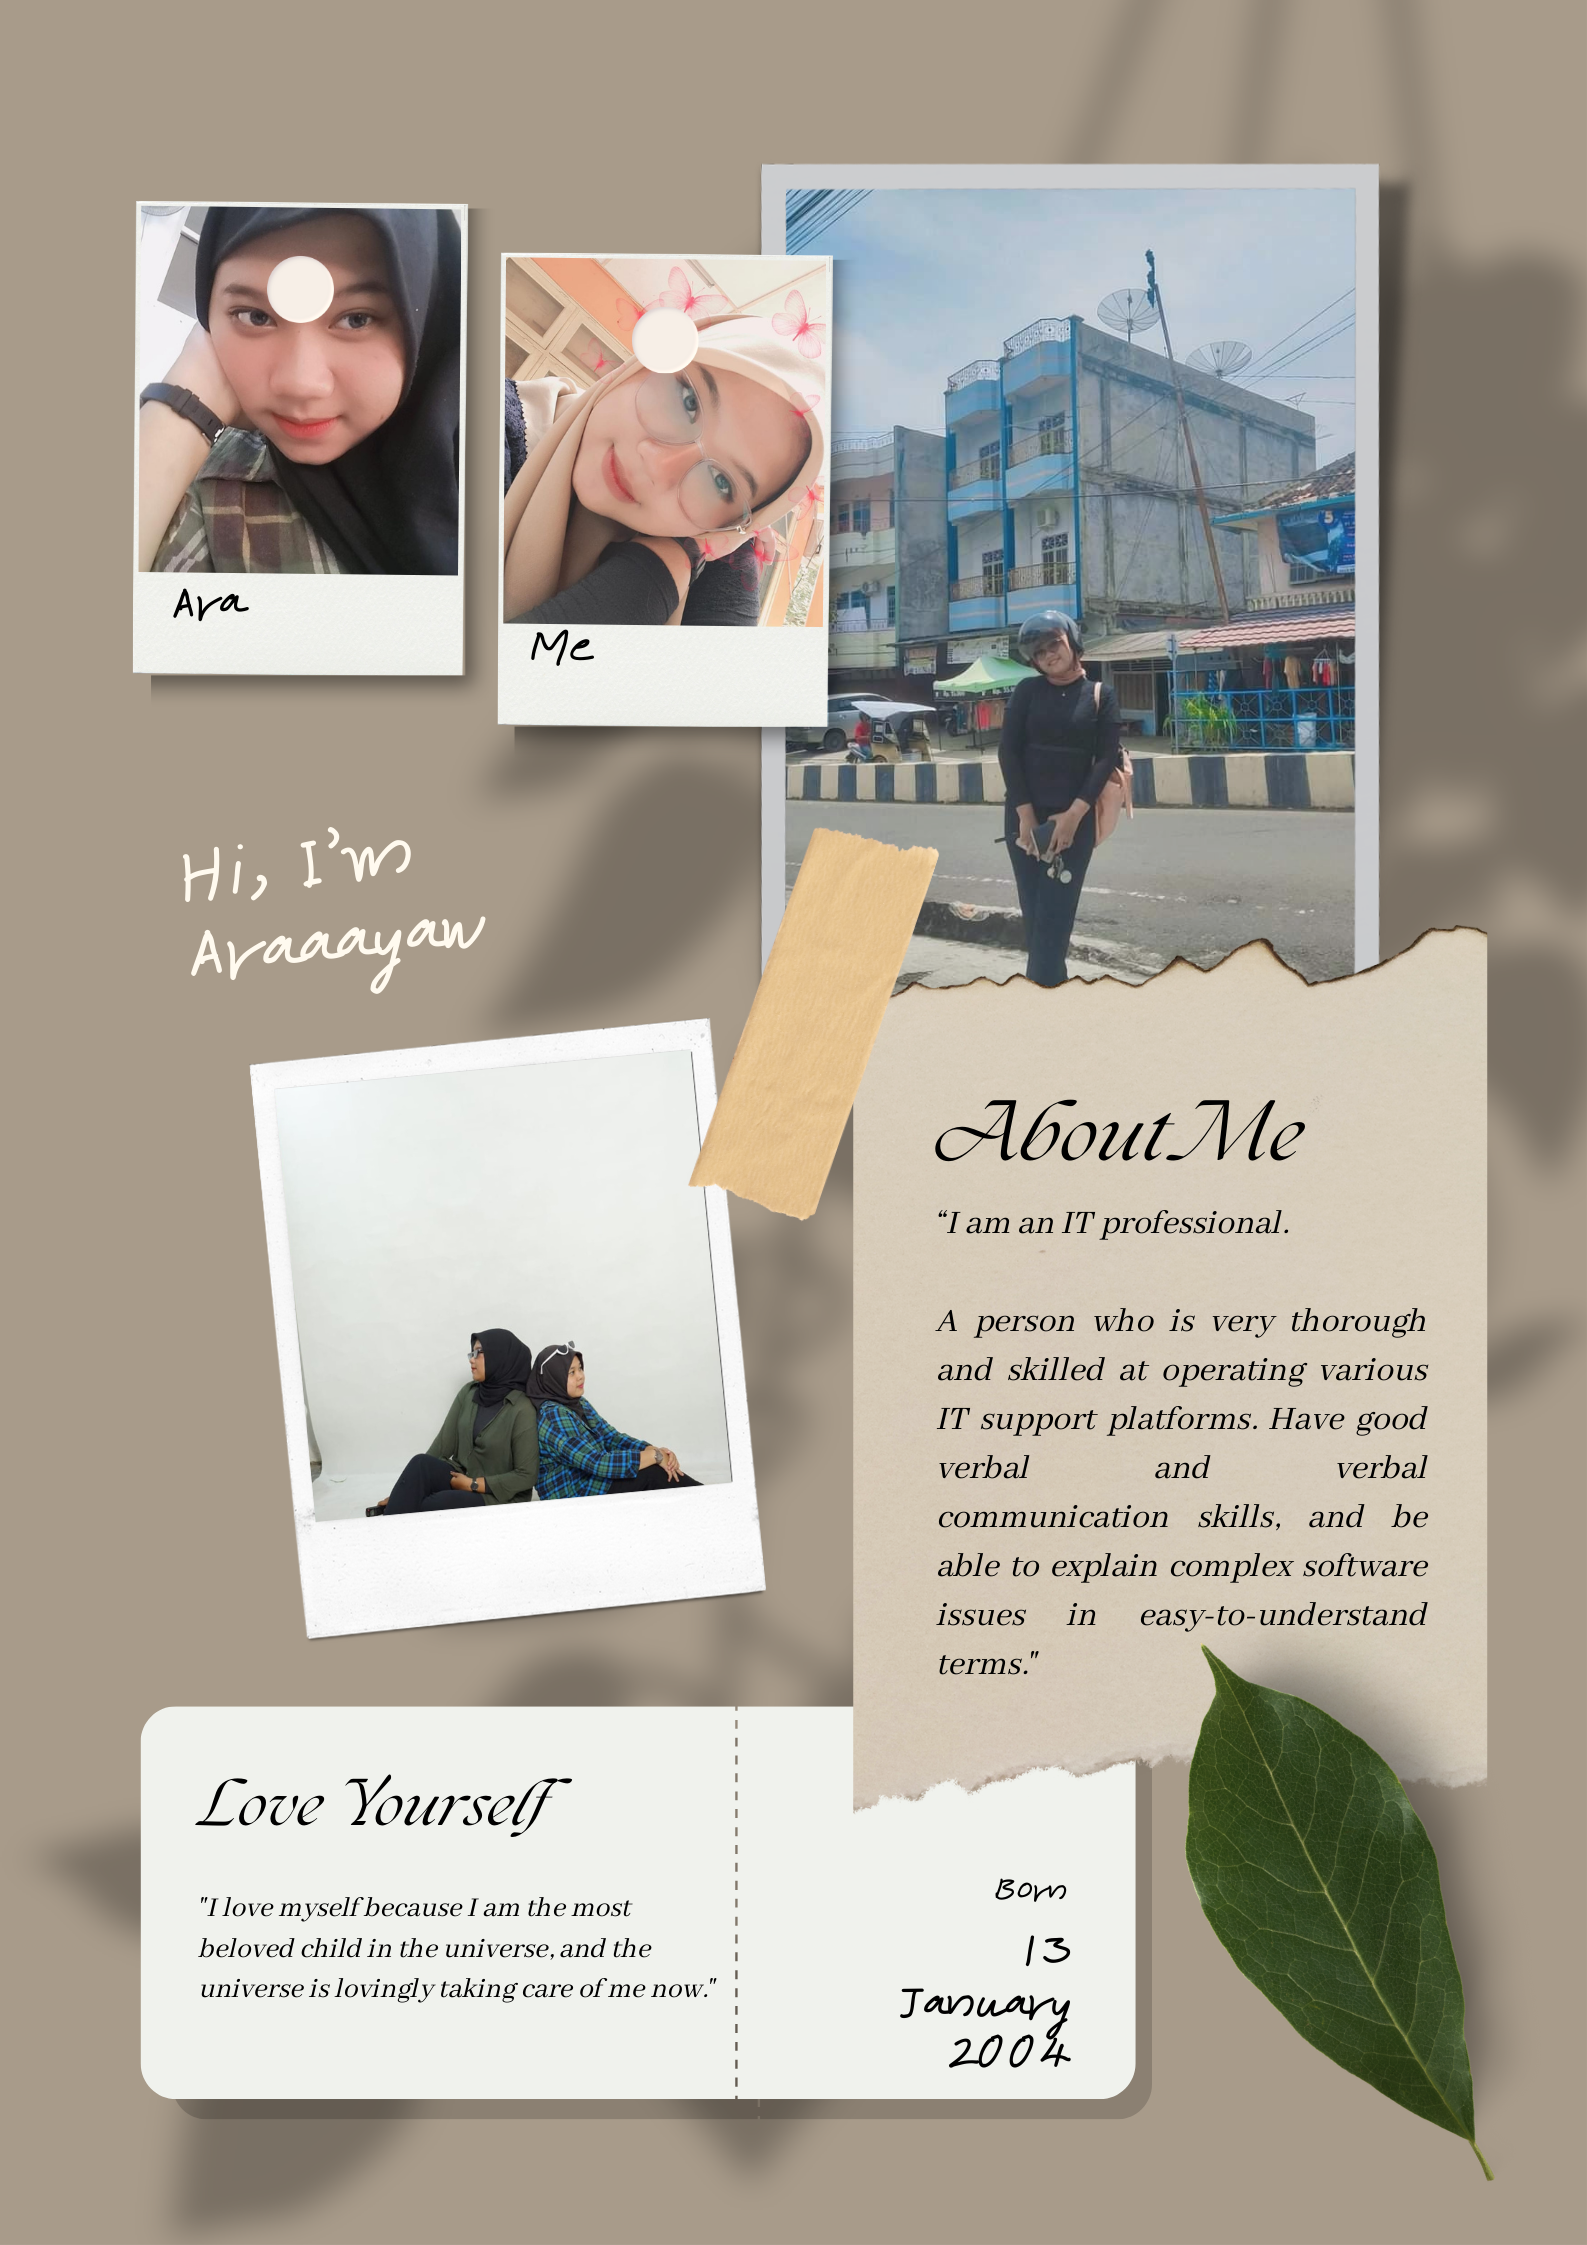 Ara
Me
Hi, I'm
Araaayaw
About Me
“I am an IT professional.
A person who is very thorough
and skilled at operating various
IT support platforms. Have good
verbal and verbal
communication skills, and be
able to explain complex software
issues in easy-to-understand
terms."
Love Yourself
"I love myself because I am the most
beloved child in the universe, and the
universe is lovingly taking care of me now."
Born
13
January
2004